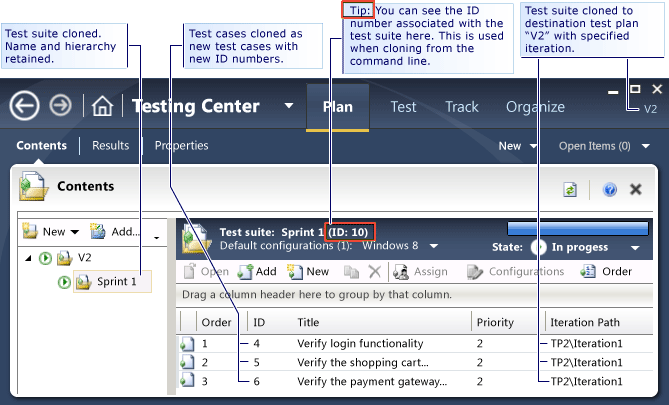 Test suite cloned.
Name and hierarchy
retained.
Test cases cloned as
new test cases with
new ID numbers.
Tip: You can see the ID
number associated with the
test suite here. This is used
when cloning from the
command line.
Test suite cloned to
destination test plan
“V2” with specified
iteration.
Testing Center
Plan
Test
Track
Organize
V2
Contents
Results
Properties
New
Open Items (0)
Contents
New
Add...
V2
Sprint 1
Test suite: Sprint 1 (ID: 10)
Default configurations (1): Windows 8
State: In progess
Open
Add
New
Assign
Configurations
Order
Drag a column header here to group by that column.
Order ID Title Priority Iteration Path
1 4 Verify login functionality 2 TP2\Iteration1
2 5 Verify the shopping cart... 2 TP2\Iteration1
3 6 Verify the payment gateway... 2 TP2\Iteration1